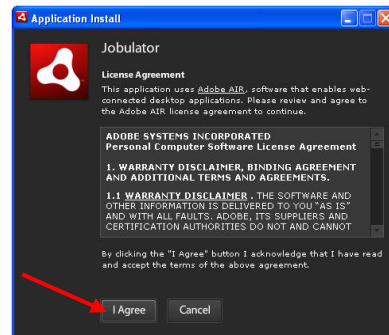 Application Install
Jobulator
License Agreement
This application uses Adobe AIR, software that enables web-
connected desktop applications. Please review and agree to
the Adobe AIR license agreement to continue.
ADOBE SYSTEMS INCORPORATED
Personal Computer Software License Agreement
1. WARRANTY DISCLAIMER, BINDING AGREEMENT
AND ADDITIONAL TERMS AND AGREEMENTS.
1.1 WARRANTY DISCLAIMER . THE SOFTWARE AND
OTHER INFORMATION IS DELIVERED TO YOU "AS IS"
AND WITH ALL FAULTS. ADOBE, ITS SUPPLIERS AND
CERTIFICATION AUTHORITIES DO NOT AND CANNOT
By clicking the "I Agree" button I acknowledge that I have read
and accept the terms of the above agreement.
I Agree
Cancel